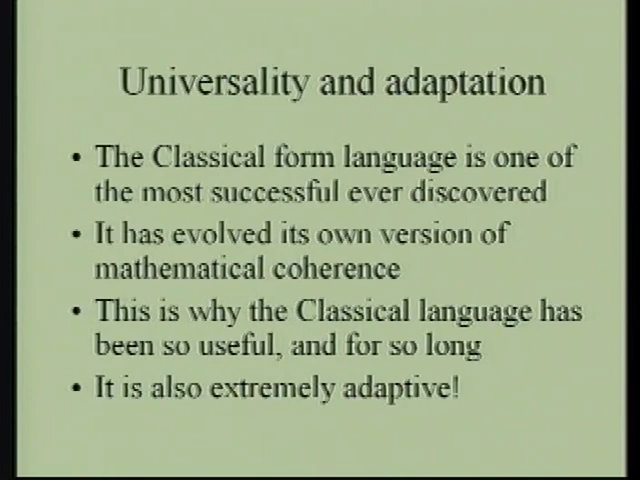 Universality and adaptation
• The Classical form language is one of
the most successful ever discovered
• It has evolved its own version of
mathematical coherence
• This is why the Classical language has
been so useful, and for so long
• It is also extremely adaptive!